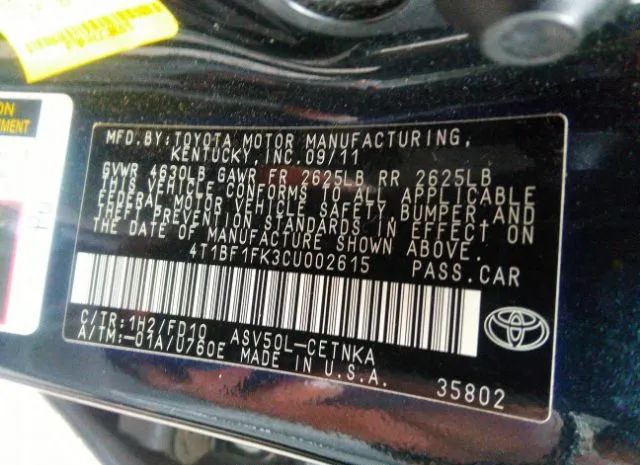 ON
EMENT
MFD.BY:TOYOTA MOTOR MANUFACTURING,
KENTUCKY,INC.09/11
GVWR 4630LB GAWR FR 2625LB RR 2625LB
THIS VEHICLE CONFORMS TO ALL APPLICABLE
FEDERAL MOTOR VEHICLE SAFETY,BUMPER,AND
THEFT PREVENTION STANDARDS IN EFFECT ON
THE DATE OF MANUFACTURE SHOWN ABOVE.
4T1BF1FK3CU002615 PASS.CAR
C/TR:1H2/FD10 ASV50L-CETNKA
A/TM:-01A/U760E MADE IN U.S.A. 35802